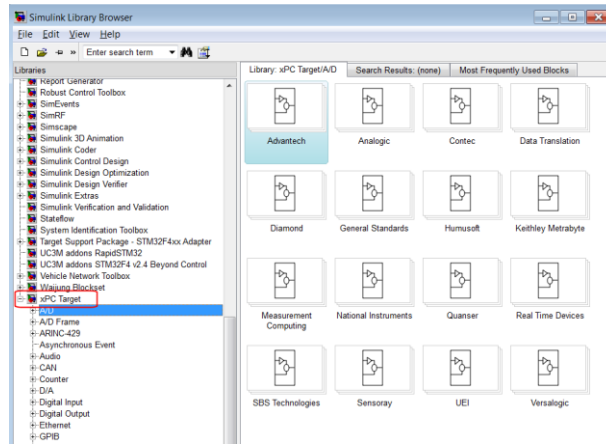 Simulink Library Browser
File Edit View Help
Enter search term
Libraries
Report Generator
Robust Control Toolbox
SimEvents
SimRF
Simscape
Simulink 3D Animation
Simulink Coder
Simulink Control Design
Simulink Design Optimization
Simulink Design Verifier
Simulink Extras
Simulink Verification and Validation
Stateflow
System Identification Toolbox
Target Support Package - STM32F4xx Adapter
UC3M addons RapidSTM32
UC3M addons STM32F4 v2.4 Beyond Control
Vehicle Network Toolbox
Waijung Blockset
xPC Target
A/D
A/D Frame
ARINC-429
Asynchronous Event
Audio
CAN
Counter
D/A
Digital Input
Digital Output
Ethernet
GPIB
Library: xPC Target/A/D Search Results: (none) Most Frequently Used Blocks
Advantech Analogic Contec Data Translation
Diamond General Standards Humusoft Keithley Metrabyte
Measurement Computing National Instruments Quanser Real Time Devices
SBS Technologies Sensoray UEI Versalogic